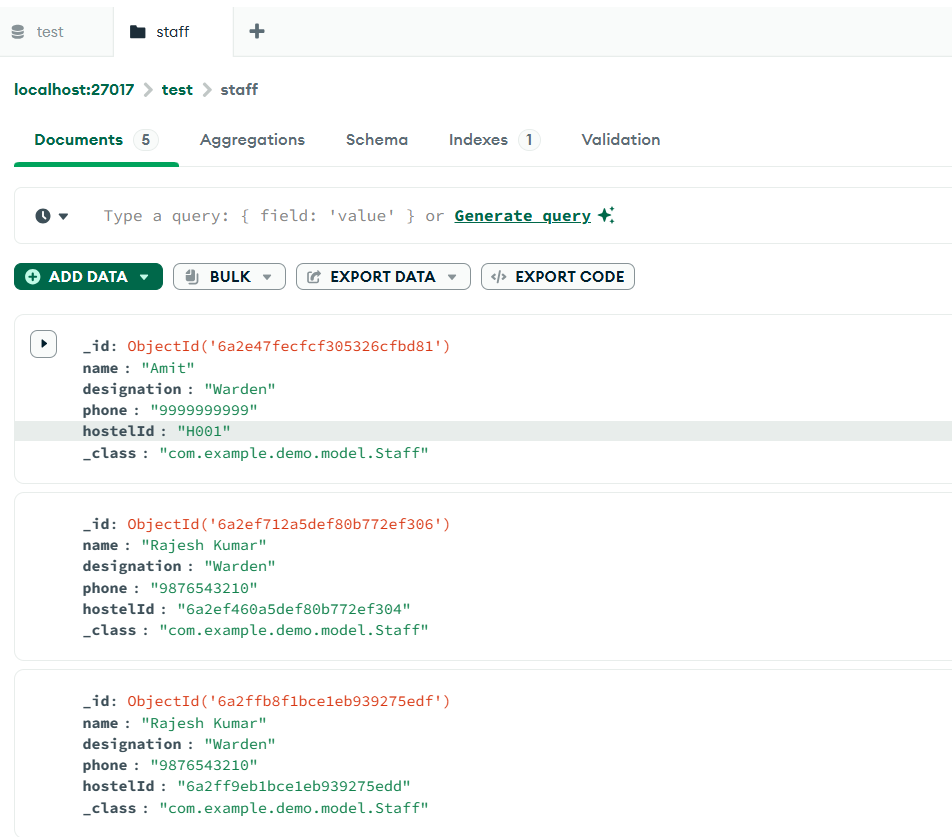 test staff
localhost:27017 test staff
Documents 5 Aggregations Schema Indexes 1 Validation
Type a query: { field: 'value' } or Generate query
ADD DATA BULK EXPORT DATA </> EXPORT CODE
_id: ObjectId('6a2e47fecfcf305326cfbd81')
name : "Amit"
designation : "Warden"
phone : "9999999999"
hostelId : "H001"
_class : "com.example.demo.model.Staff"
_id: ObjectId('6a2ef712a5def80b772ef306')
name : "Rajesh Kumar"
designation : "Warden"
phone : "9876543210"
hostelId : "6a2ef460a5def80b772ef304"
_class : "com.example.demo.model.Staff"
_id: ObjectId('6a2ffb8f1bce1eb939275edf')
name : "Rajesh Kumar"
designation : "Warden"
phone : "9876543210"
hostelId : "6a2ff9eb1bce1eb939275edd"
_class : "com.example.demo.model.Staff"